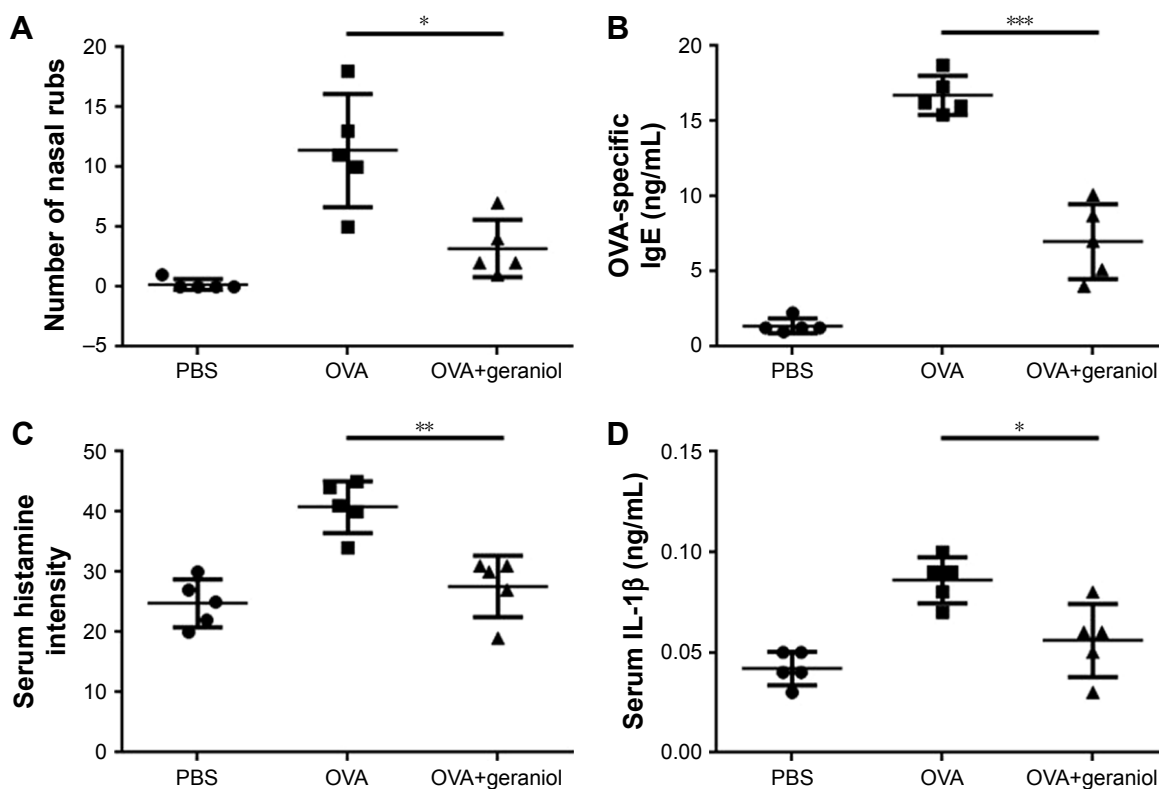 A
*
Number of nasal rubs
20
15
10
5
0
–5
PBS
OVA
OVA+geraniol
B
***
OVA-specific
IgE (ng/mL)
20
15
10
5
0
PBS
OVA
OVA+geraniol
C
**
Serum histamine
intensity
50
40
30
20
10
0
PBS
OVA
OVA+geraniol
D
*
Serum IL-1β (ng/mL)
0.15
0.10
0.05
0.00
PBS
OVA
OVA+geraniol